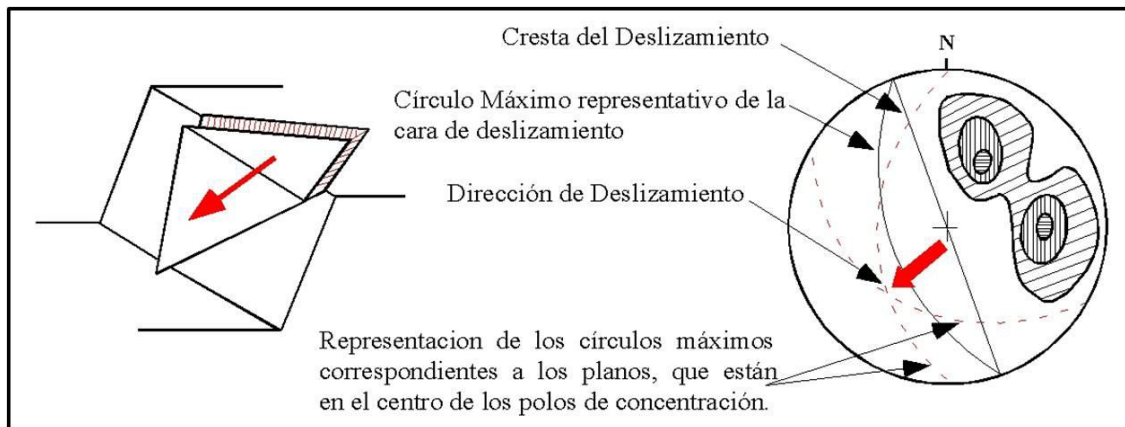 Cresta del Deslizamiento
N
Círculo Máximo representativo de la
cara de deslizamiento
Dirección de Deslizamiento
Representacion de los círculos máximos
correspondientes a los planos, que están
en el centro de los polos de concentración.